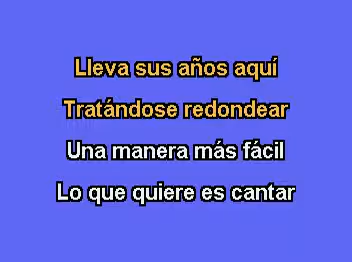 Lleva sus años aquí
Tratándose redondear
Una manera más fácil
Lo que quiere es cantar